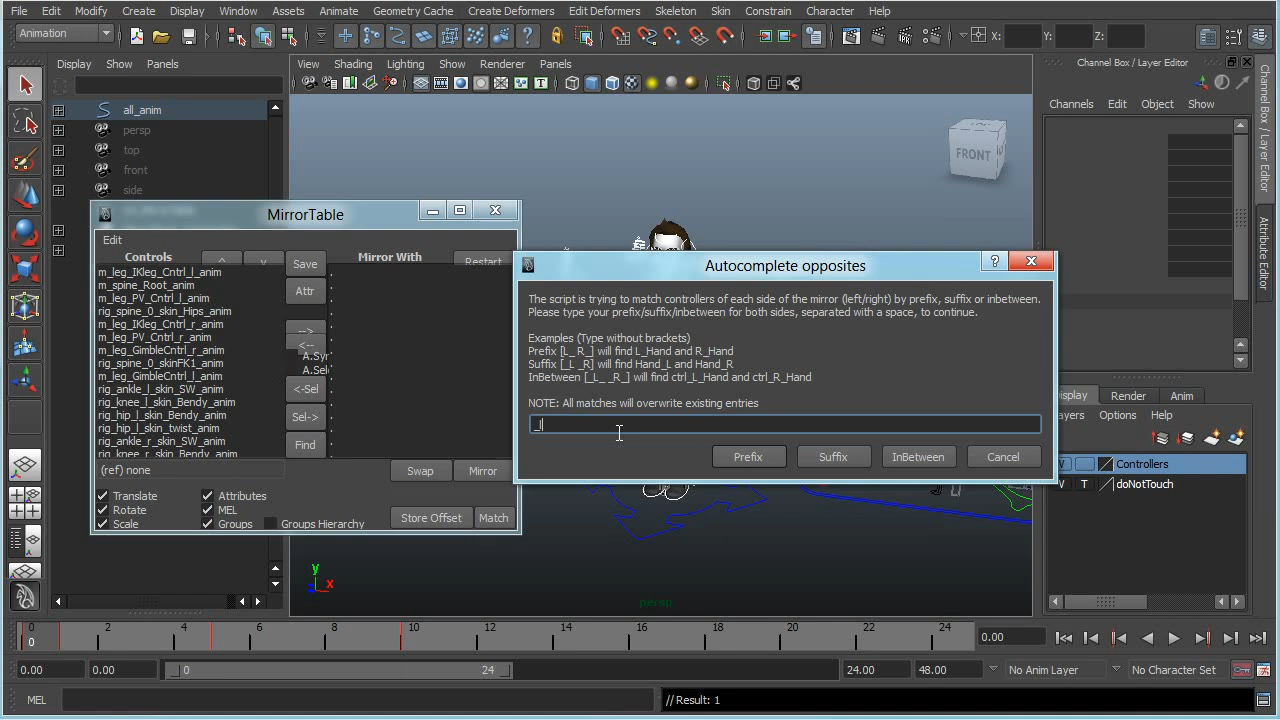 File Edit Modify Create Display Window Assets Animate Geometry Cache Create Deformers Edit Deformers Skeleton Skin Constrain Character Help
Animation X: Y: Z:
Display Show Panels
View Shading Lighting Show Renderer Panels
Channel Box / Layer Editor
Channels Edit Object Show
all_anim
persp
top
front
side
FRONT
Channel Box / Layer Editor
Attribute Editor
MirrorTable
Edit
Controls Mirror With
Save Restart
Attr
-->
<--
A.Syr
A.Sel
<-Sel
Sel->
Find
m_leg_IKleg_Cntrl_l_anim
m_spine_Root_anim
m_leg_PV_Cntrl_l_anim
rig_spine_0_skin_Hips_anim
m_leg_IKleg_Cntrl_r_anim
m_leg_PV_Cntrl_r_anim
m_leg_GimbleCntrl_r_anim
rig_spine_0_skinFK1_anim
m_leg_GimbleCntrl_l_anim
rig_ankle_l_skin_SW_anim
rig_knee_l_skin_Bendy_anim
rig_hip_l_skin_Bendy_anim
rig_hip_l_skin_twist_anim
rig_ankle_r_skin_SW_anim
rig_knee_r_skin_Bendy_anim
(ref) none
Swap Mirror
Translate Attributes
Rotate MEL
Scale Groups Groups Hierarchy
Store Offset Match
Autocomplete opposites
The script is trying to match controllers of each side of the mirror (left/right) by prefix, suffix or inbetween.
Please type your prefix/suffix/inbetween for both sides, separated with a space, to continue.
Examples (Type without brackets)
Prefix [L_ R_] will find L_Hand and R_Hand
Suffix [_L _R] will find Hand_L and Hand_R
InBetween [_L_ _R_] will find ctrl_L_Hand and ctrl_R_Hand
NOTE: All matches will overwrite existing entries
_l
Prefix Suffix InBetween Cancel
Display Render Anim
Layers Options Help
V Controllers
V T doNotTouch
y
x
persp
0 2 4 6 8 10 12 14 16 18 20 22 24
0
0.00
0.00 0.00 0 24 24.00 48.00 No Anim Layer No Character Set
MEL // Result: 1